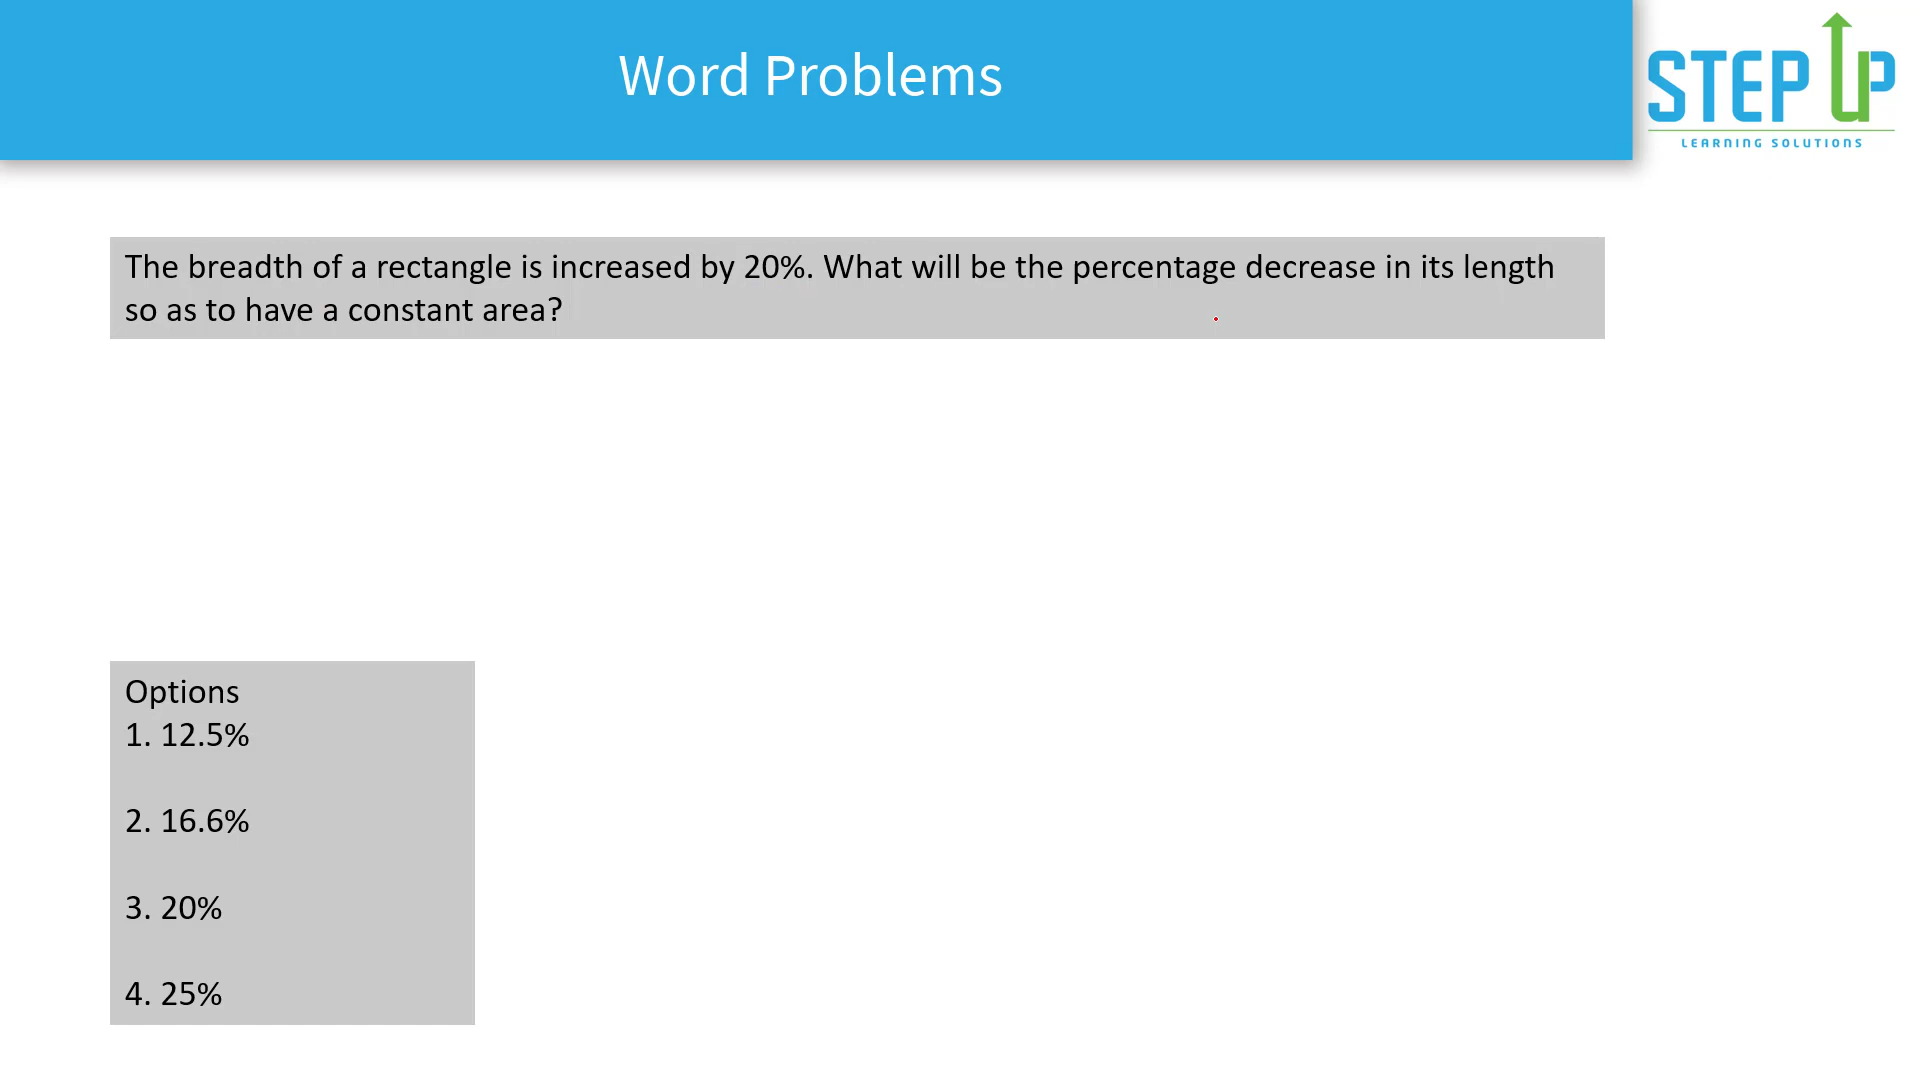 Word Problems
STEP UP
LEARNING SOLUTIONS
The breadth of a rectangle is increased by 20%. What will be the percentage decrease in its length
so as to have a constant area?
Options
1. 12.5%
2. 16.6%
3. 20%
4. 25%